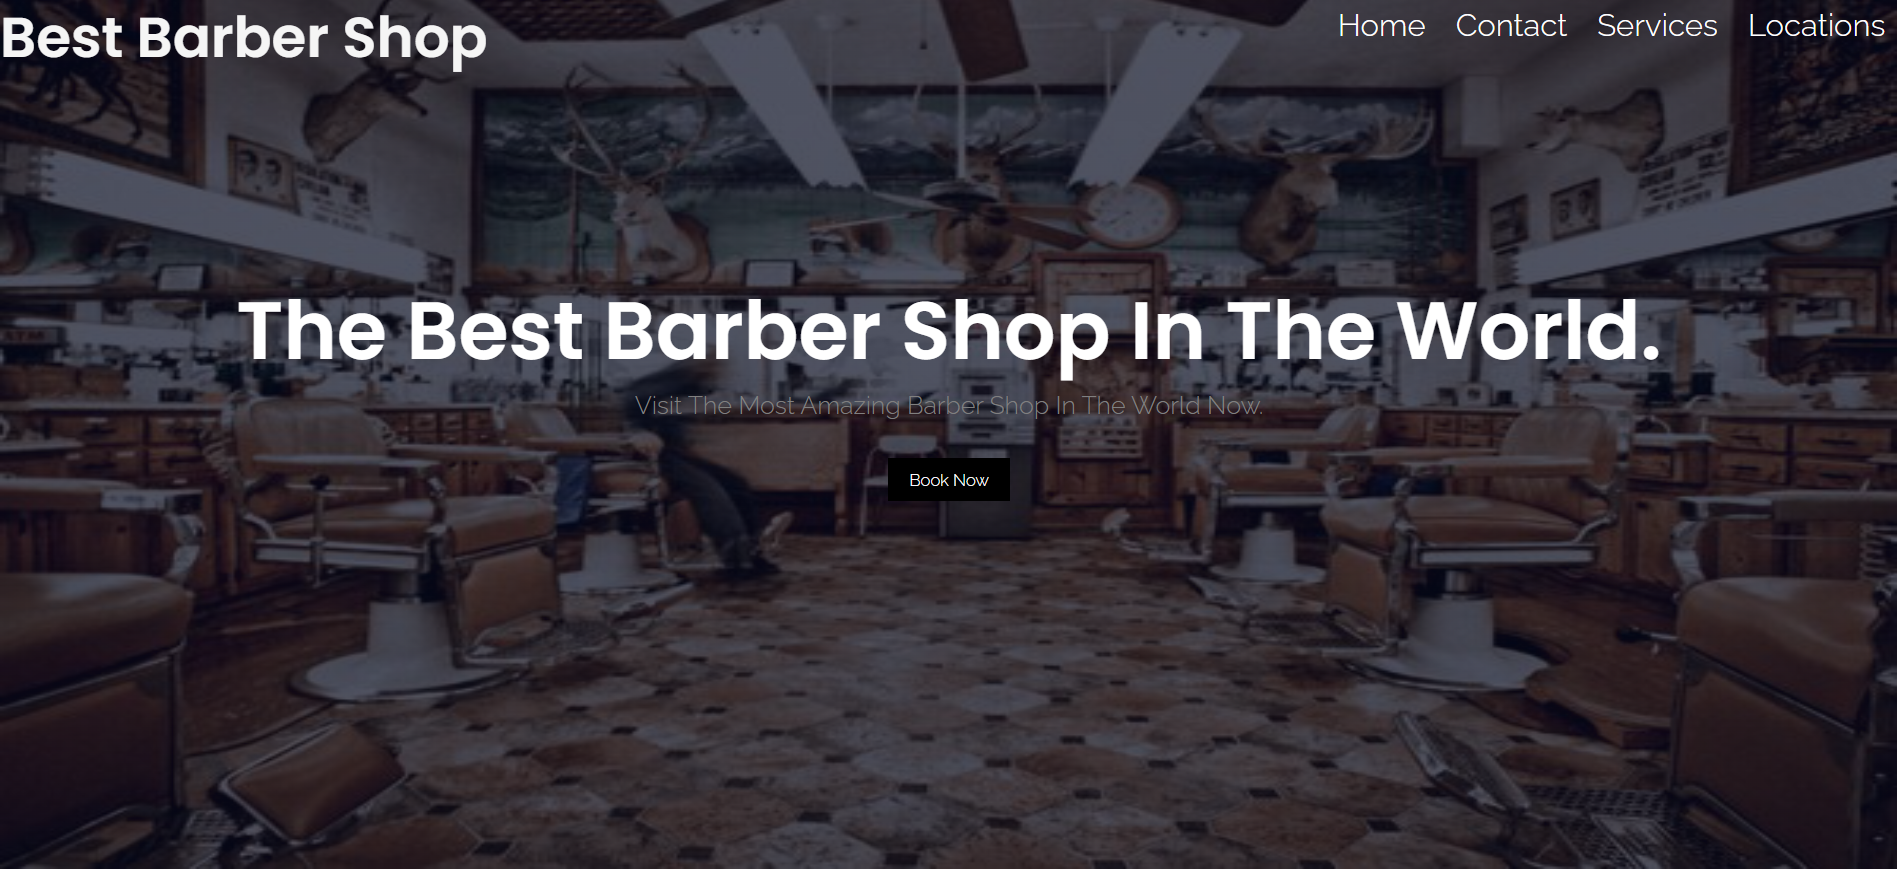 Best Barber Shop
Home Contact Services Locations
The Best Barber Shop In The World.
Visit The Most Amazing Barber Shop In The World Now.
Book Now